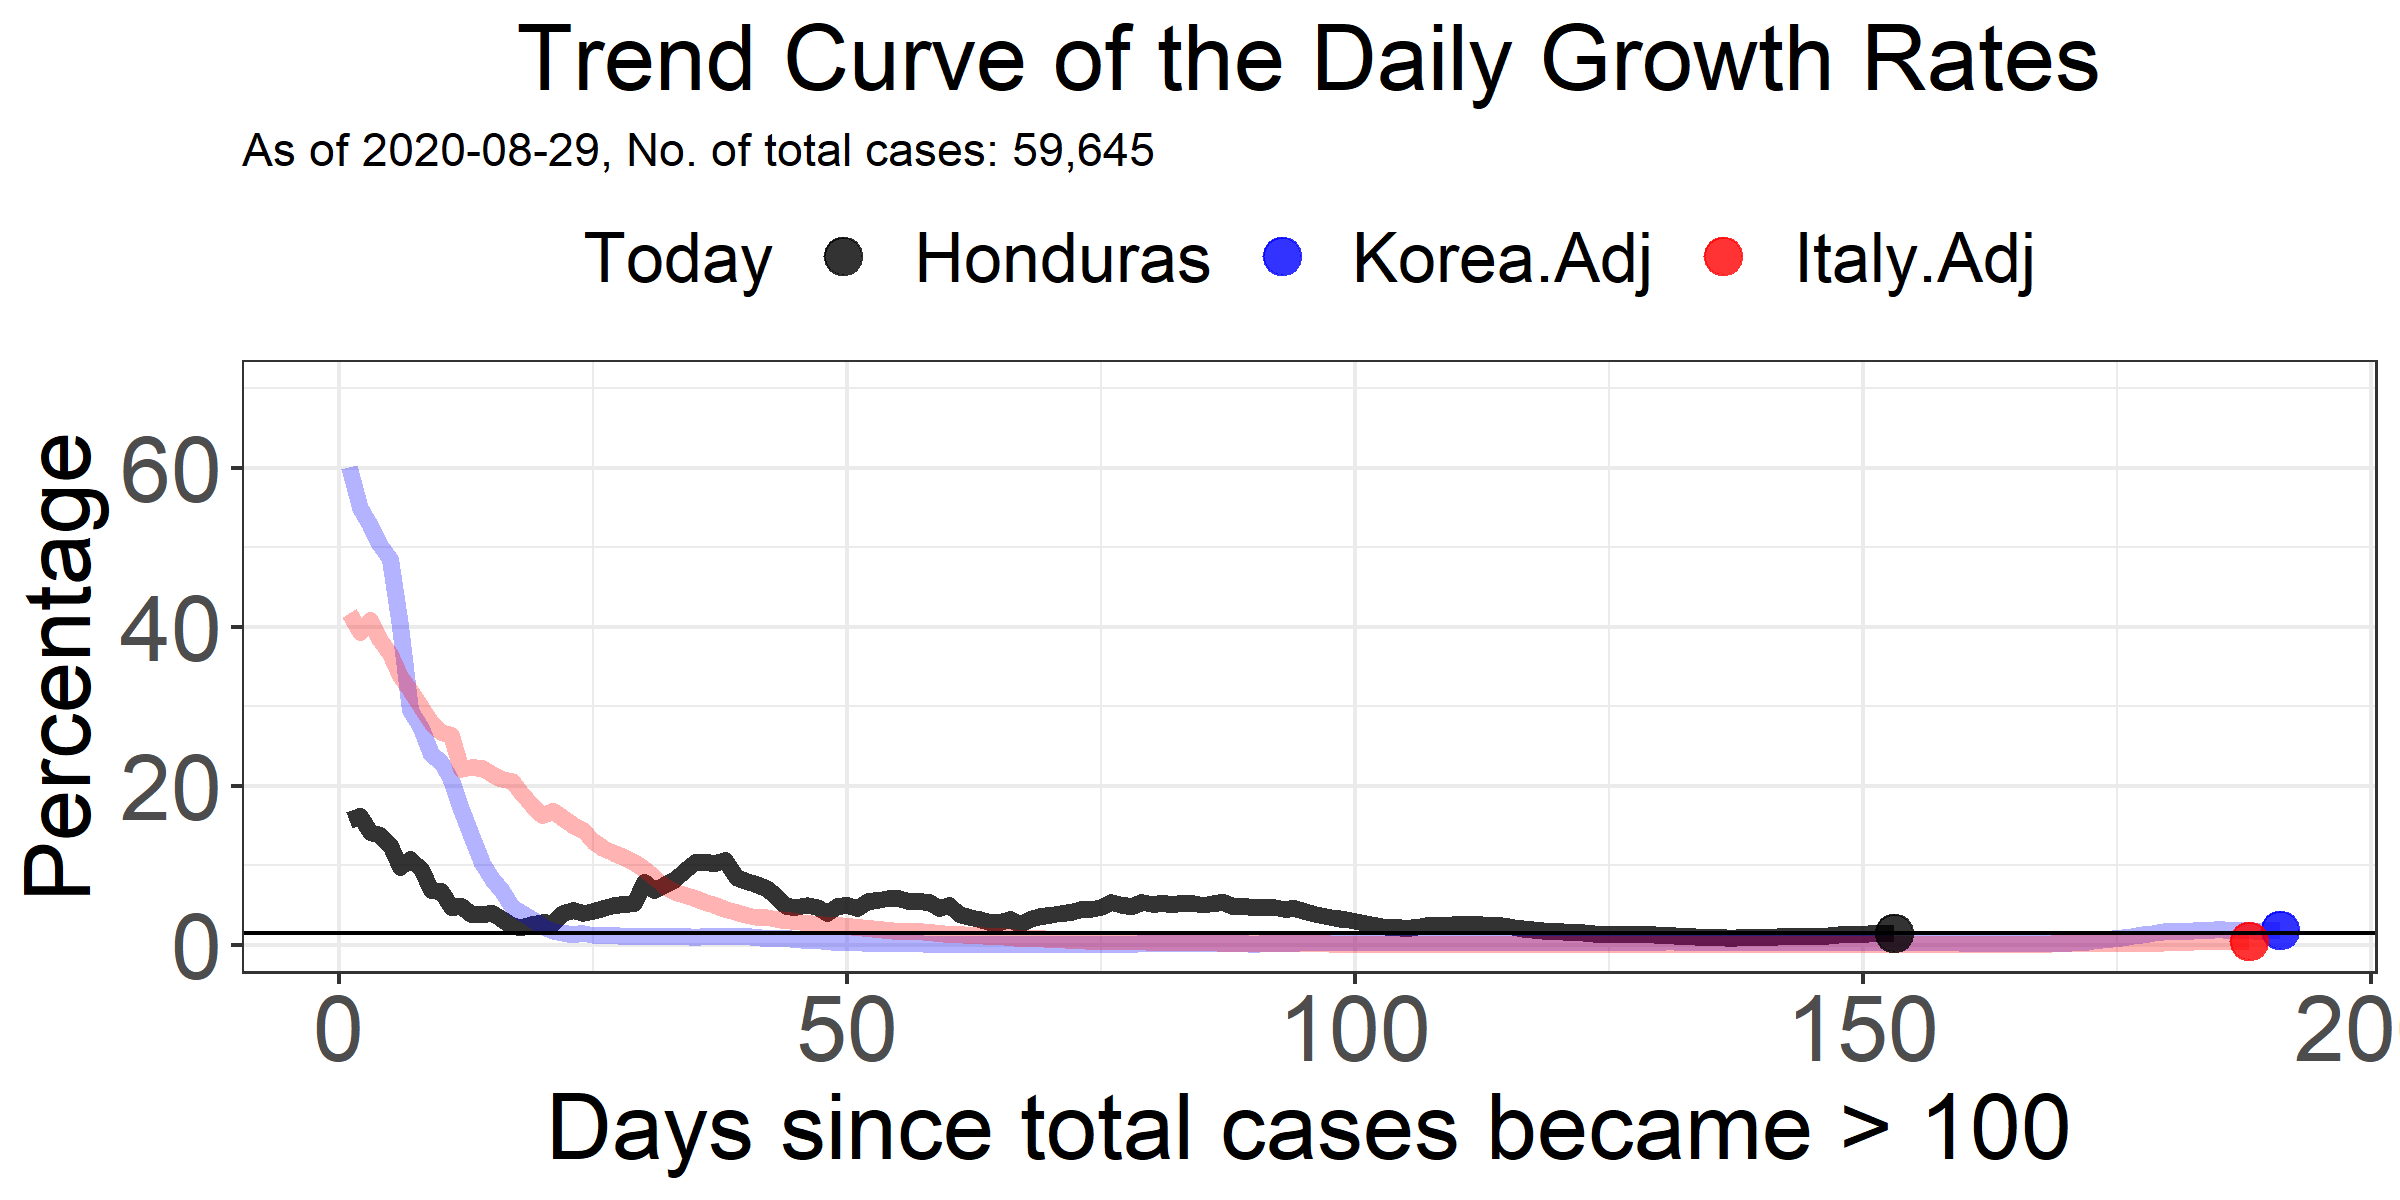 Trend Curve of the Daily Growth Rates
As of 2020-08-29, No. of total cases: 59,645
Today Honduras Korea.Adj Italy.Adj
Percentage
60
40
20
0
0 50 100 150 20
Days since total cases became > 100